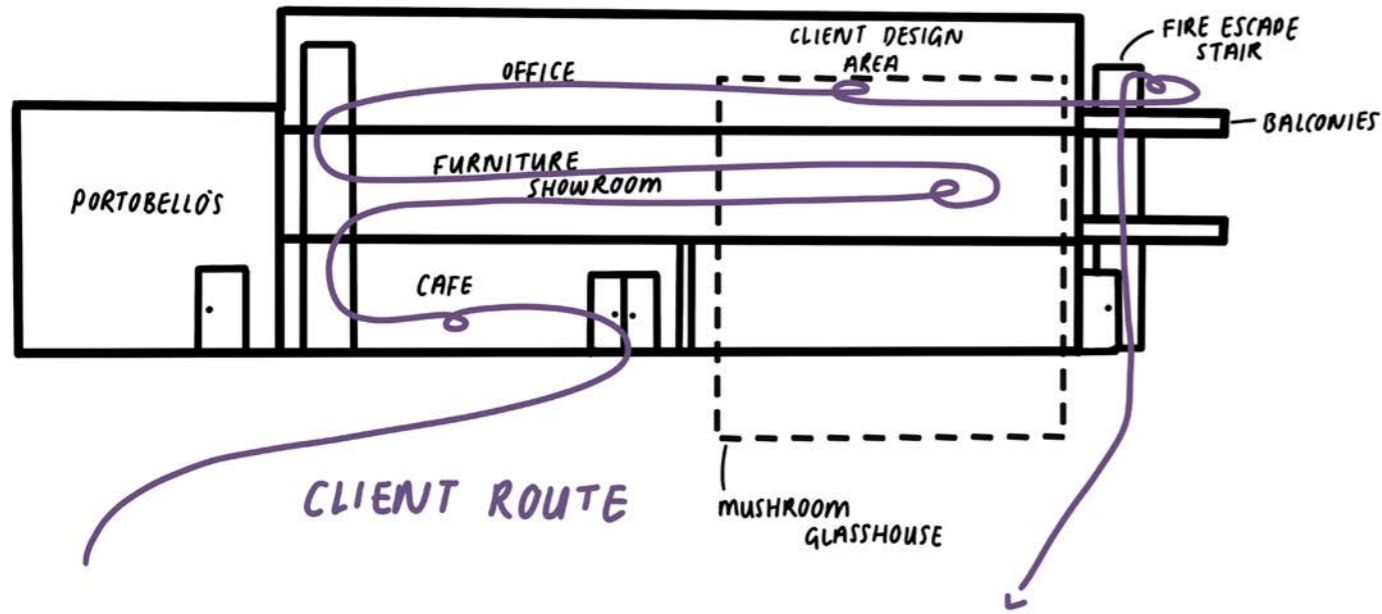 CLIENT DESIGN
AREA
FIRE ESCAPE
STAIR
OFFICE
BALCONIES
FURNITURE
SHOWROOM
PORTOBELLO'S
CAFE
CLIENT ROUTE
MUSHROOM
GLASSHOUSE